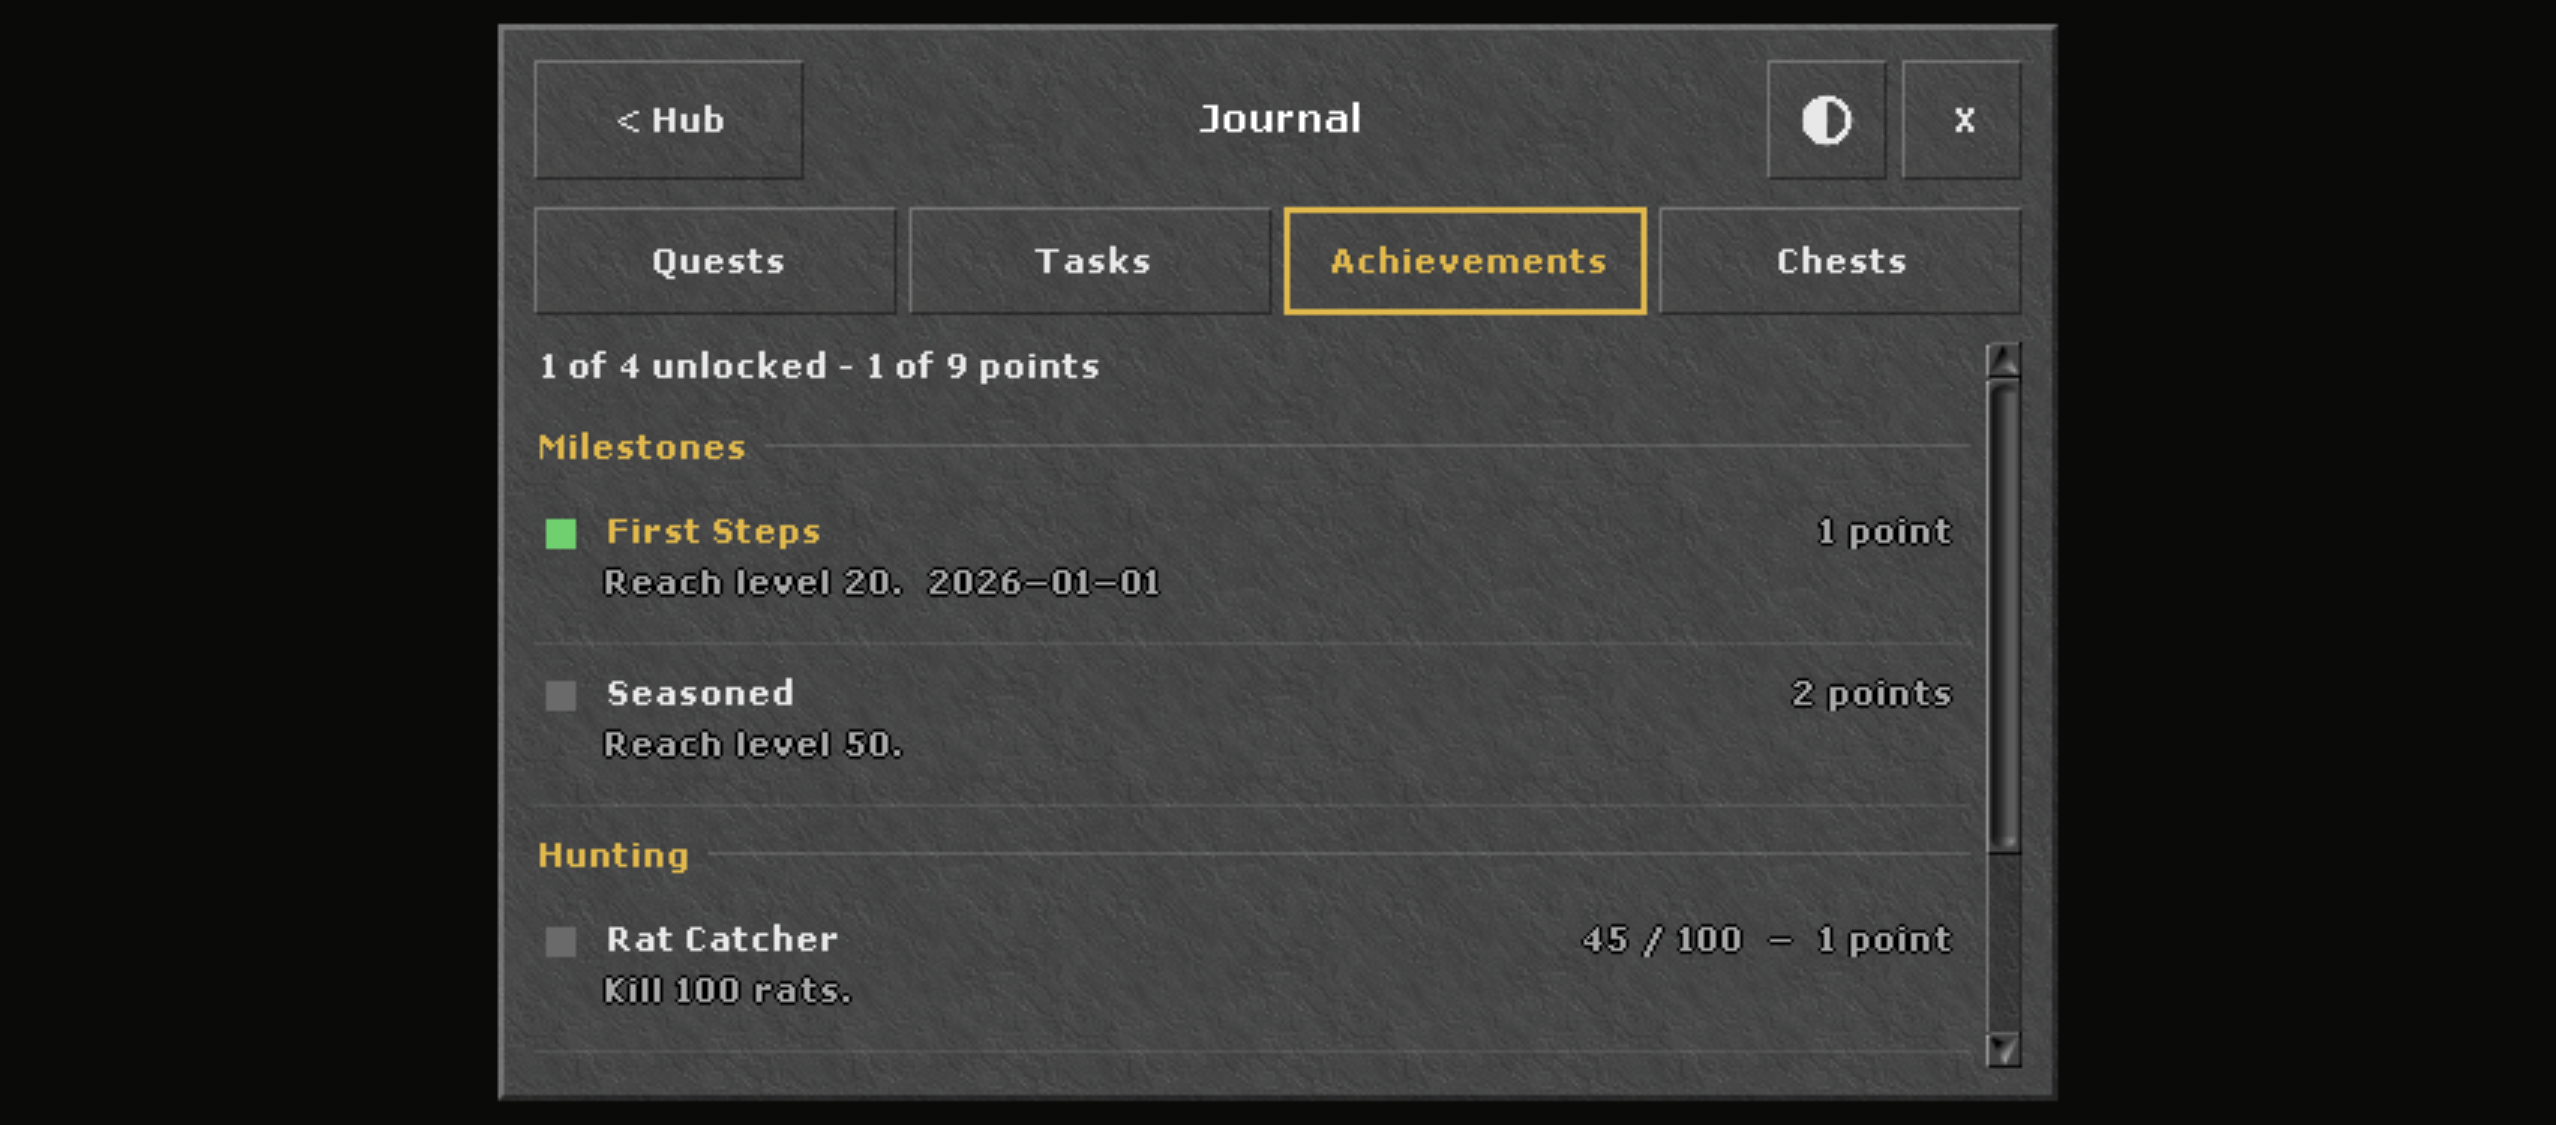 < Hub
Journal
x
Quests
Tasks
Achievements
Chests
1 of 4 unlocked - 1 of 9 points
Milestones
First Steps
1 point
Reach level 20.  2026-01-01
Seasoned
2 points
Reach level 50.
Hunting
Rat Catcher
45 / 100 - 1 point
Kill 100 rats.